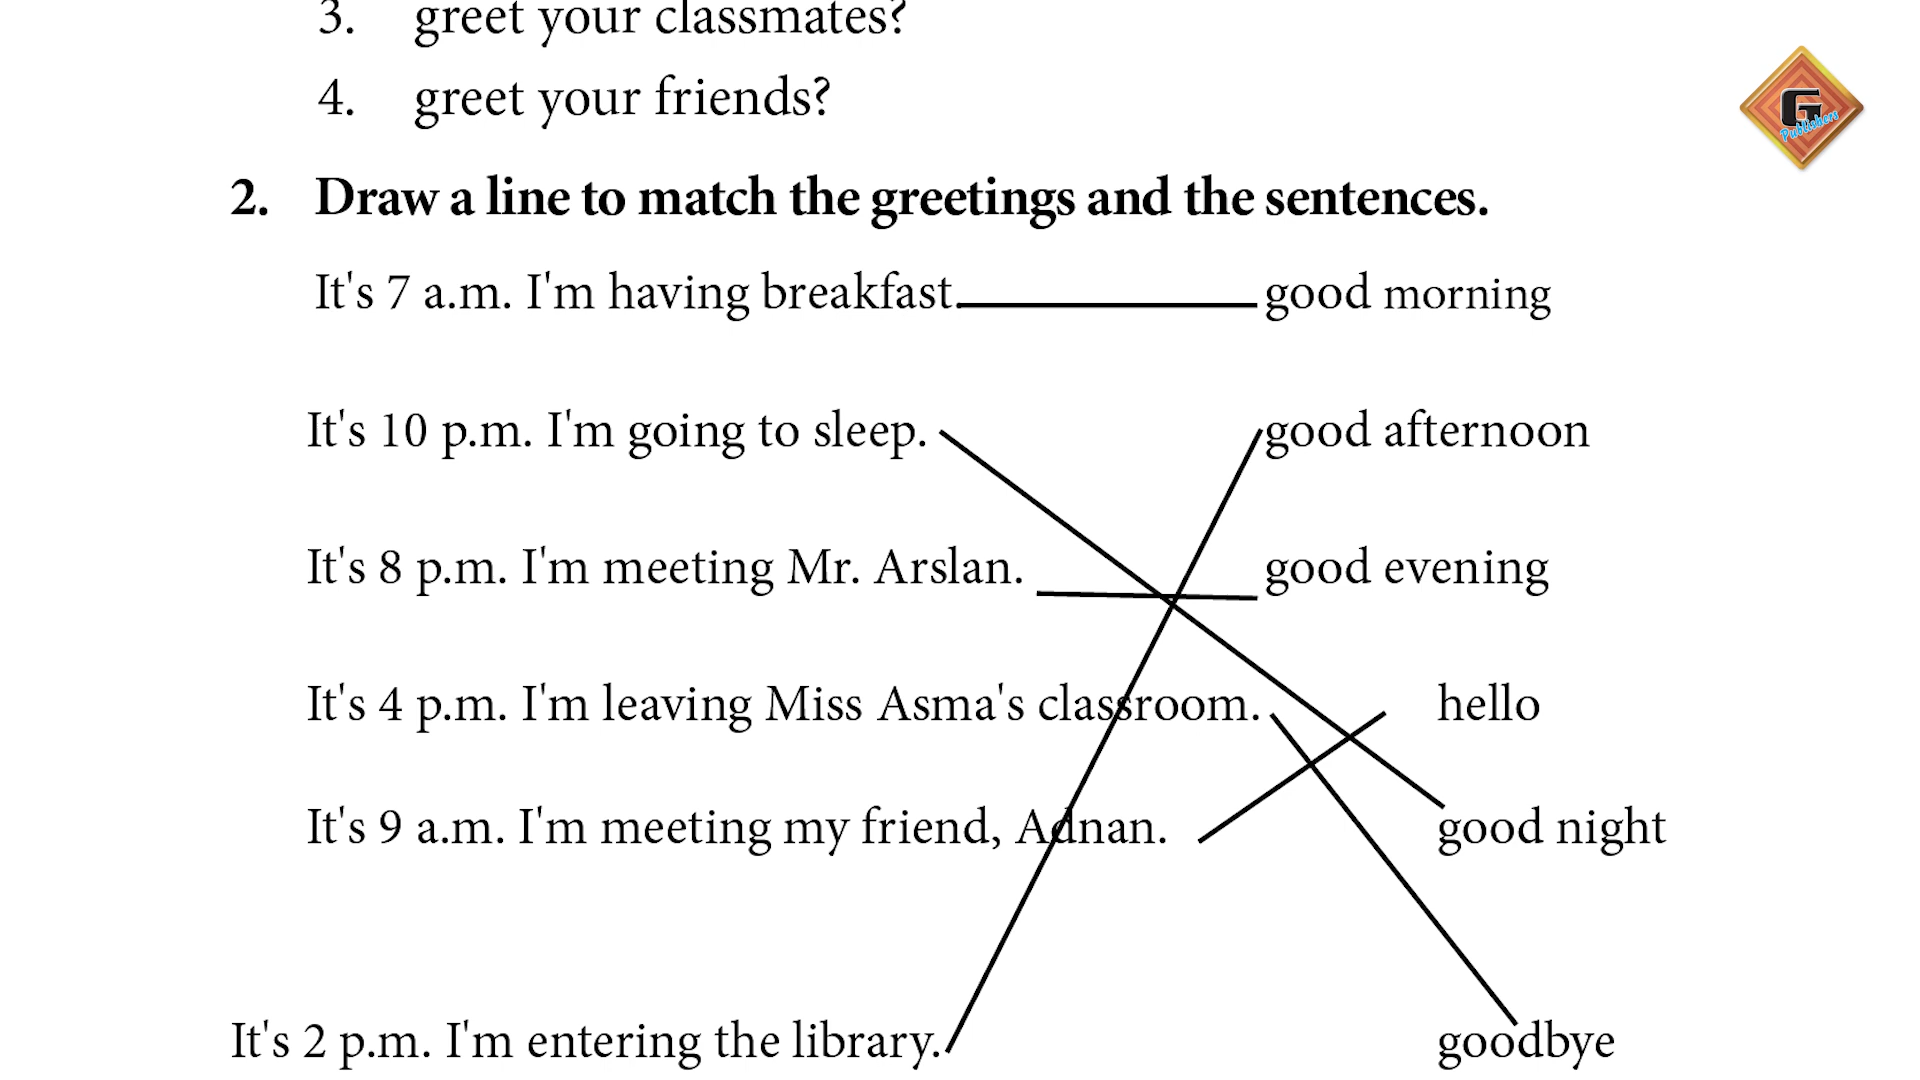 3. greet your classmates?
4. greet your friends?
G Publishers
2. Draw a line to match the greetings and the sentences.
It's 7 a.m. I'm having breakfast. good morning
It's 10 p.m. I'm going to sleep. good afternoon
It's 8 p.m. I'm meeting Mr. Arslan. good evening
It's 4 p.m. I'm leaving Miss Asma's classroom. hello
It's 9 a.m. I'm meeting my friend, Adnan. good night
It's 2 p.m. I'm entering the library. goodbye